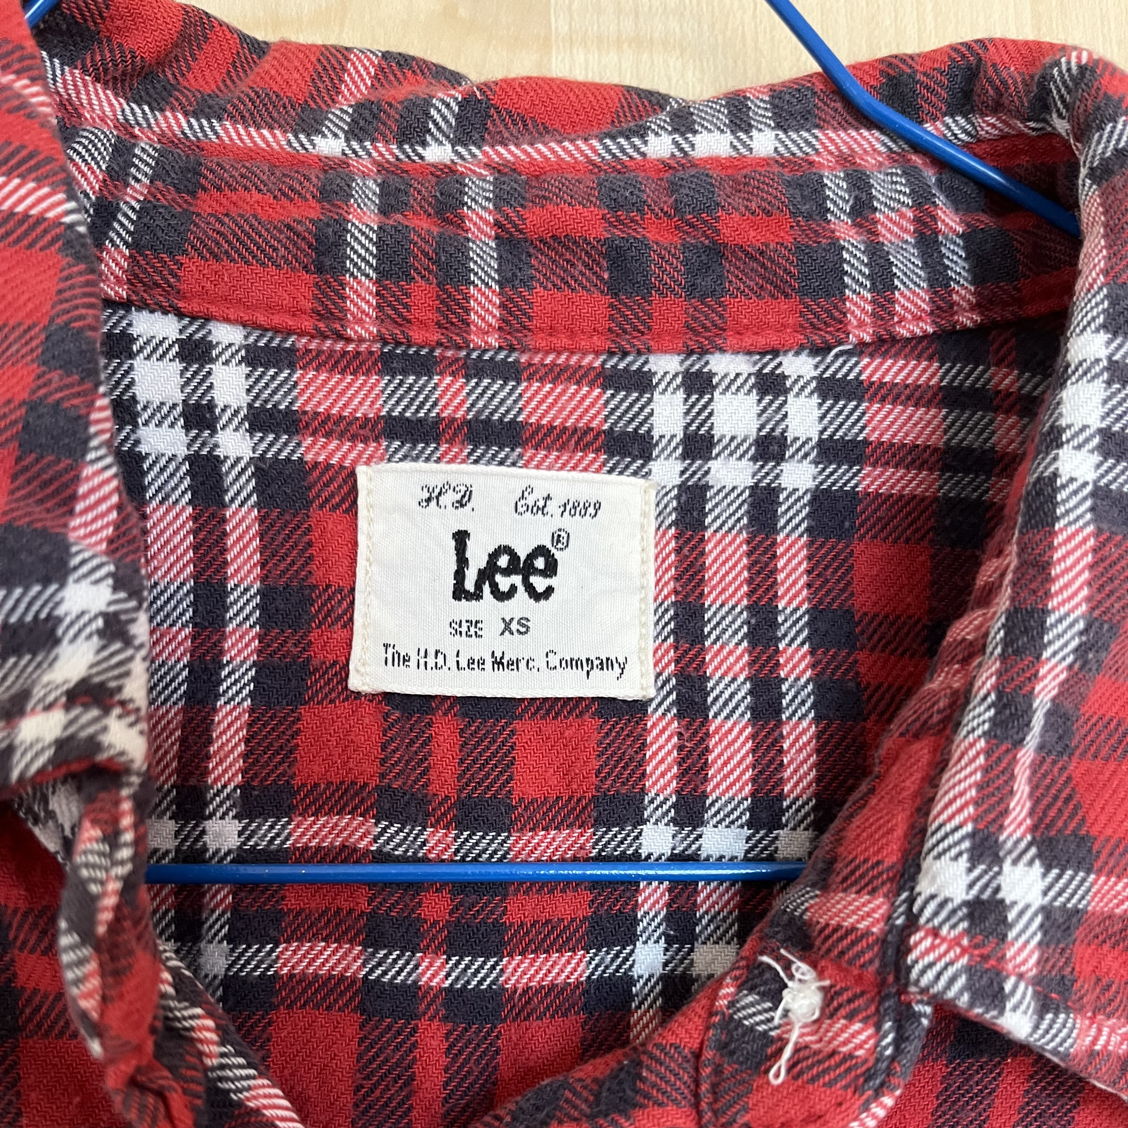 H.D. Est. 1889
Lee®
SIZE XS
The H.D. Lee Merc. Company